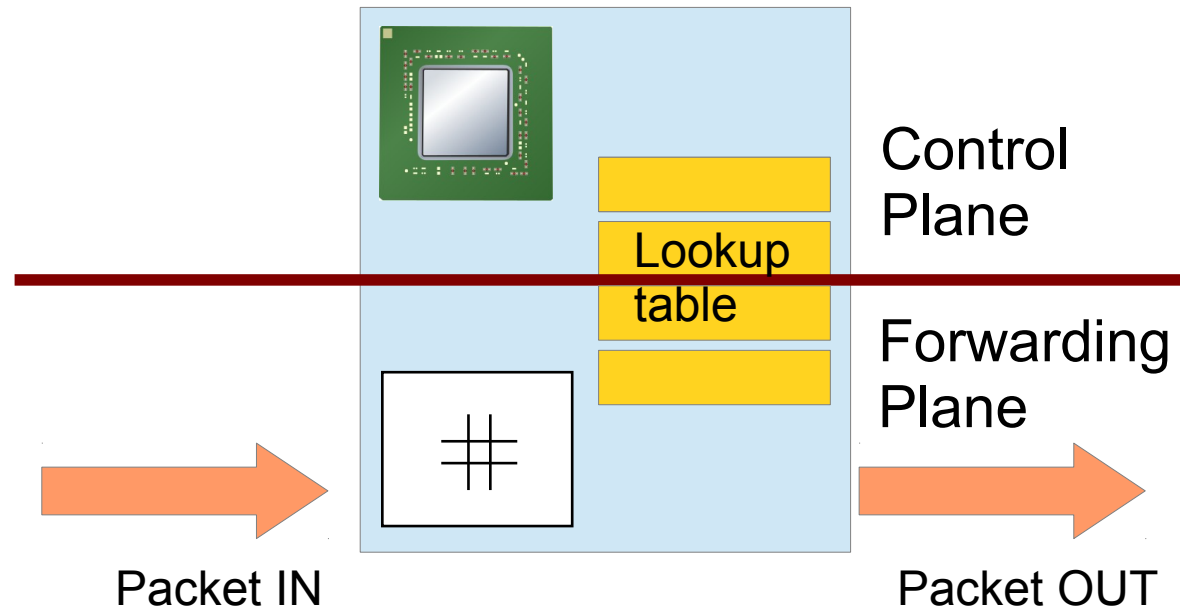 Control
Plane
Lookup
table
Forwarding
Plane
Packet IN
Packet OUT